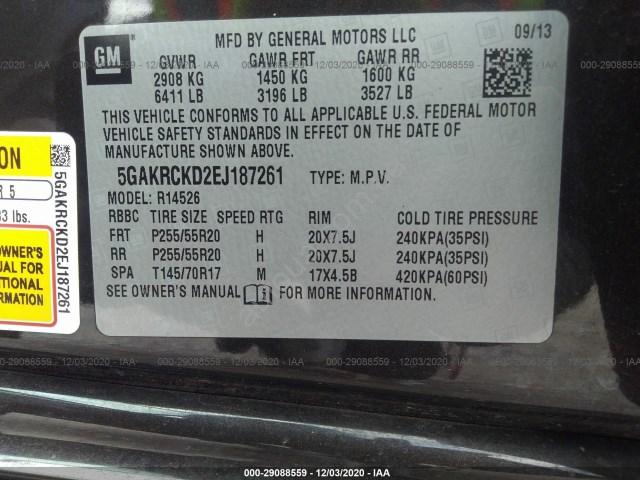 GM
MFD BY GENERAL MOTORS LLC 09/13
GVWR GAWR FRT GAWR RR
2908 KG 1450 KG 1600 KG
6411 LB 3196 LB 3527 LB
THIS VEHICLE CONFORMS TO ALL APPLICABLE U.S. FEDERAL MOTOR
VEHICLE SAFETY STANDARDS IN EFFECT ON THE DATE OF
MANUFACTURE SHOWN ABOVE.
5GAKRCKD2EJ187261 TYPE: M.P.V.
MODEL: R14526
RBBC TIRE SIZE SPEED RTG RIM COLD TIRE PRESSURE
FRT P255/55R20 H 20X7.5J 240KPA(35PSI)
RR P255/55R20 H 20X7.5J 240KPA(35PSI)
SPA T145/70R17 M 17X4.5B 420KPA(60PSI)
SEE OWNER'S MANUAL FOR MORE INFORMATION.
ION
R 5
33 lbs.
OWNER'S
UAL FOR
TIONAL
MATION
5GAKRCKD2EJ187261
000-29088559 - 12/03/2020 - IAA